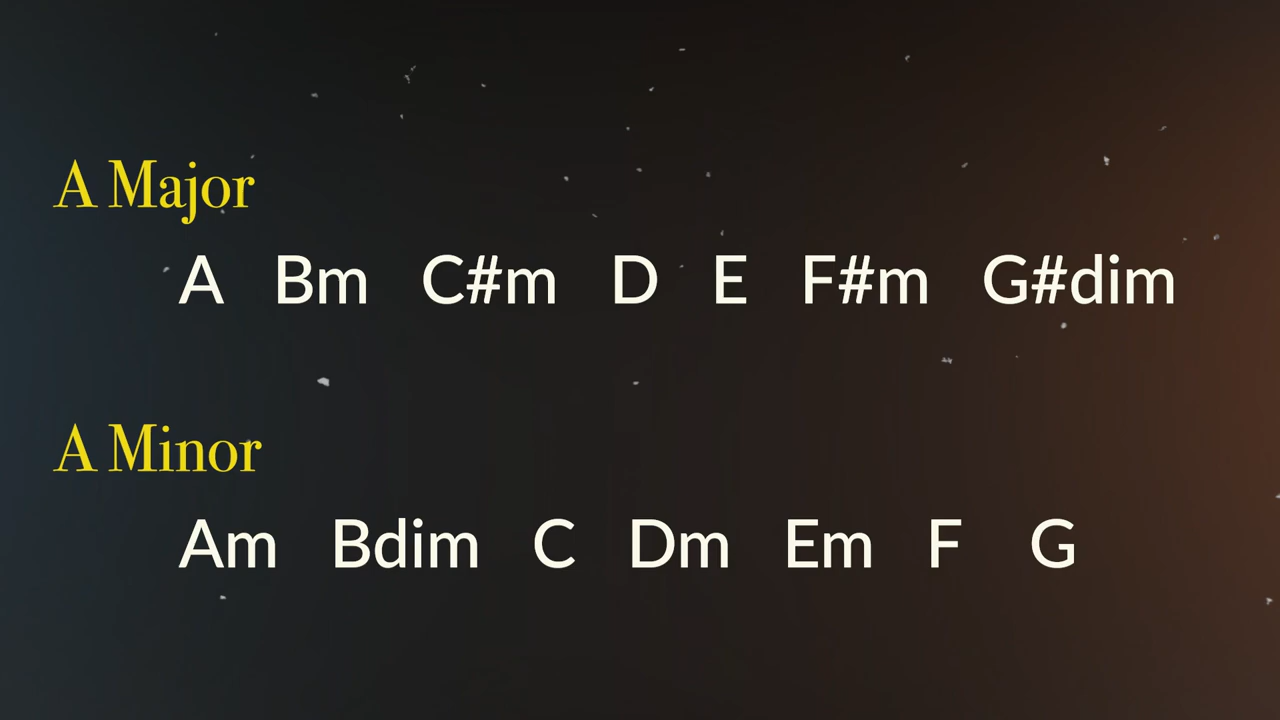 A Major
A Bm C#m D E F#m G#dim
A Minor
Am Bdim C Dm Em F G